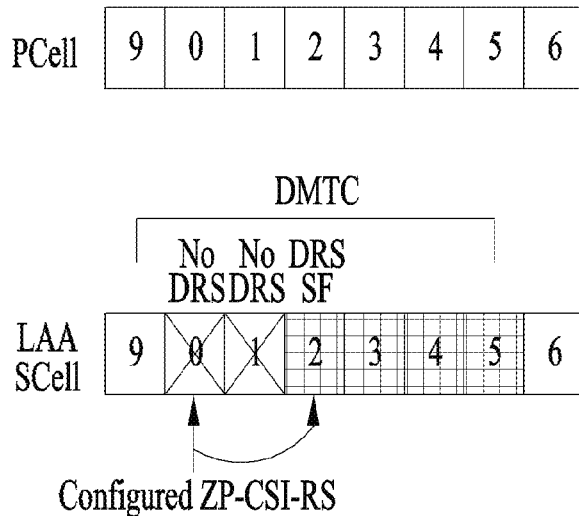 PCell 9 0 1 2 3 4 5 6
DMTC
No No DRS
DRS DRS SF
LAA
SCell
9 0 1 2 3 4 5 6
Configured ZP-CSI-RS